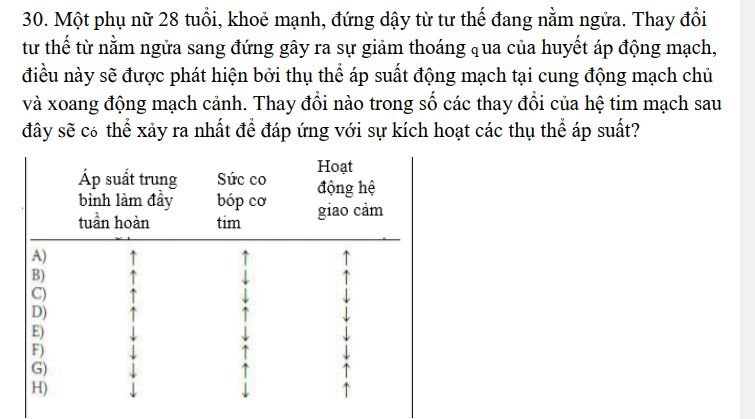 30. Một phụ nữ 28 tuổi, khoẻ mạnh, đứng dậy từ tư thế đang nằm ngửa. Thay đổi
tư thế từ nằm ngửa sang đứng gây ra sự giảm thoáng qua của huyết áp động mạch,
điều này sẽ được phát hiện bởi thụ thể áp suất động mạch tại cung động mạch chủ
và xoang động mạch cảnh. Thay đổi nào trong số các thay đổi của hệ tim mạch sau
đây sẽ có thể xảy ra nhất để đáp ứng với sự kích hoạt các thụ thể áp suất?
Áp suất trung bình làm đầy tuần hoàn
Sức co bóp cơ tim
Hoạt động hệ giao cảm
A) ↑ ↑ ↑
B) ↑ ↓ ↑
C) ↑ ↓ ↓
D) ↑ ↑ ↓
E) ↓ ↓ ↓
F) ↓ ↑ ↓
G) ↓ ↑ ↑
H) ↓ ↓ ↑